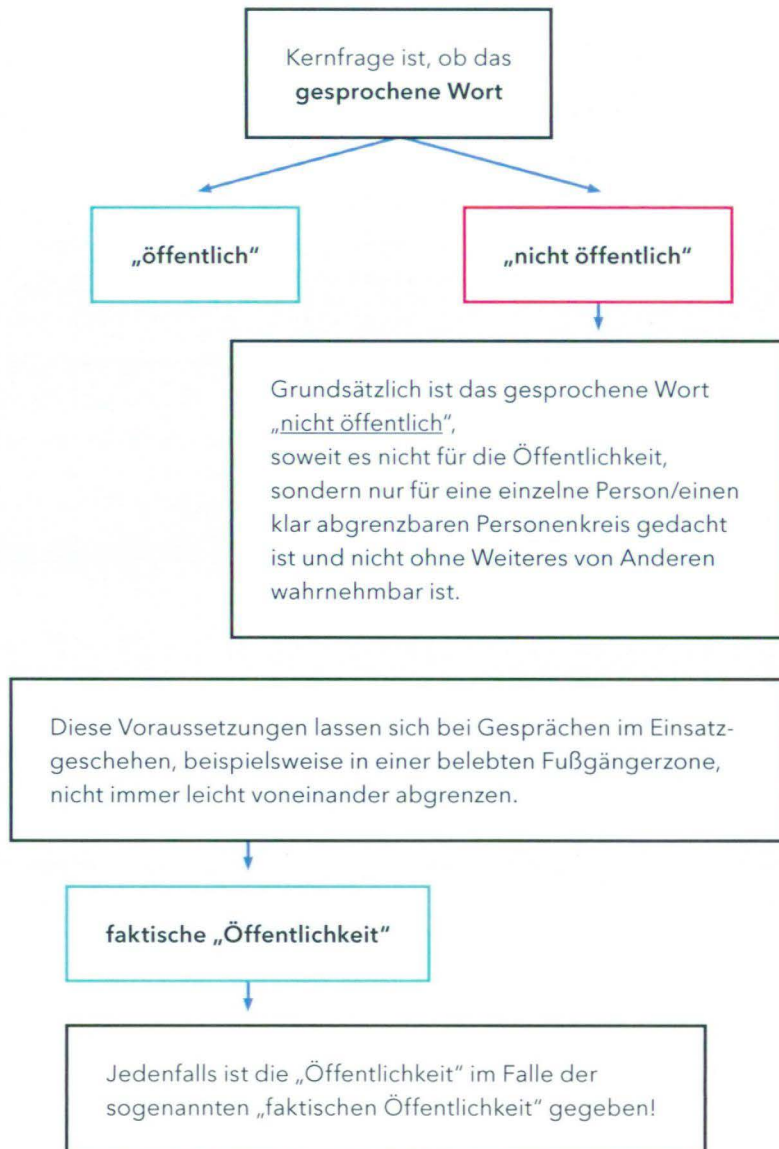 Kernfrage ist, ob das
gesprochene Wort
„öffentlich“
„nicht öffentlich“
Grundsätzlich ist das gesprochene Wort
„nicht öffentlich“,
soweit es nicht für die Öffentlichkeit,
sondern nur für eine einzelne Person/einen
klar abgrenzbaren Personenkreis gedacht
ist und nicht ohne Weiteres von Anderen
wahrnehmbar ist.
Diese Voraussetzungen lassen sich bei Gesprächen im Einsatz-
geschehen, beispielsweise in einer belebten Fußgängerzone,
nicht immer leicht voneinander abgrenzen.
faktische „Öffentlichkeit“
Jedenfalls ist die „Öffentlichkeit“ im Falle der
sogenannten „faktischen Öffentlichkeit“ gegeben!